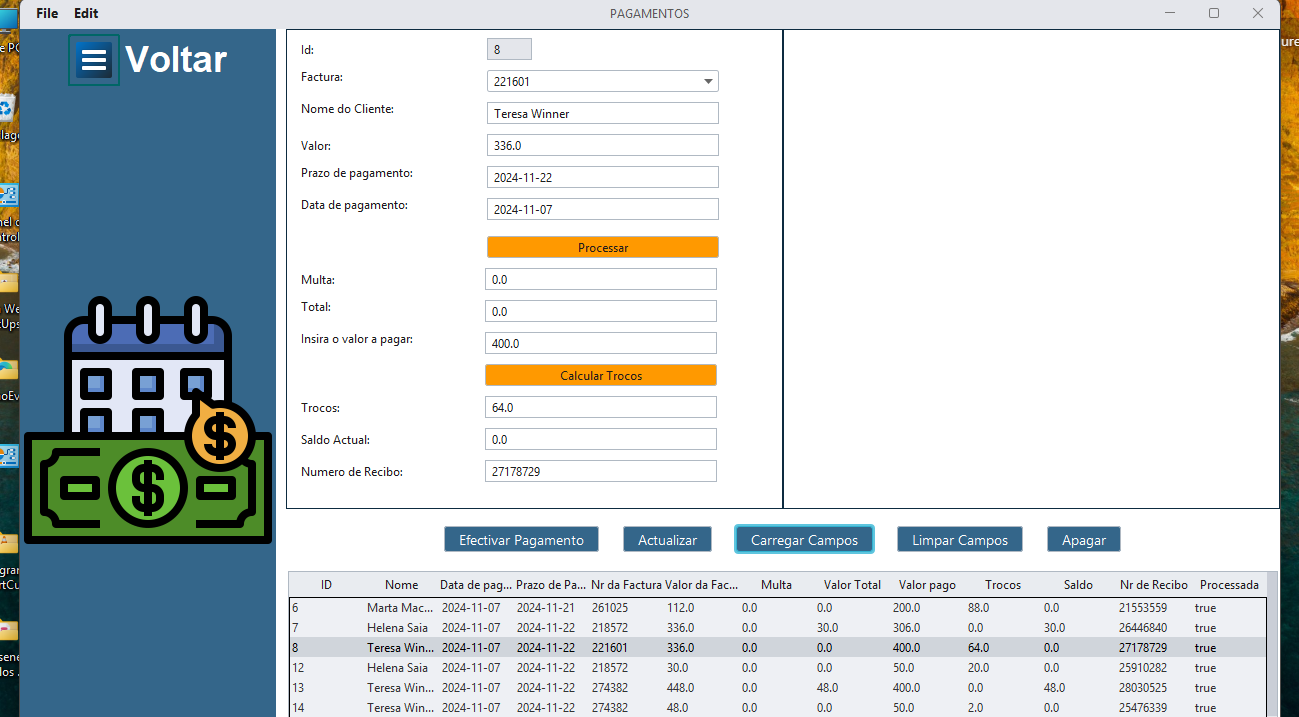 File Edit PAGAMENTOS
Voltar
Id: 8
Factura: 221601
Nome do Cliente: Teresa Winner
Valor: 336.0
Prazo de pagamento: 2024-11-22
Data de pagamento: 2024-11-07
Processar
Multa: 0.0
Total: 0.0
Insira o valor a pagar: 400.0
Calcular Trocos
Trocos: 64.0
Saldo Actual: 0.0
Numero de Recibo: 27178729
$
$
Efectivar Pagamento Actualizar Carregar Campos Limpar Campos Apagar
ID Nome Data de pag... Prazo de Pa... Nr da Factura Valor da Fac... Multa Valor Total Valor pago Trocos Saldo Nr de Recibo Processada
6 Marta Mac... 2024-11-07 2024-11-21 261025 112.0 0.0 0.0 200.0 88.0 0.0 21553559 true
7 Helena Saia 2024-11-07 2024-11-22 218572 336.0 0.0 30.0 306.0 0.0 30.0 26446840 true
8 Teresa Win... 2024-11-07 2024-11-22 221601 336.0 0.0 0.0 400.0 64.0 0.0 27178729 true
12 Helena Saia 2024-11-07 2024-11-22 218572 30.0 0.0 0.0 50.0 20.0 0.0 25910282 true
13 Teresa Win... 2024-11-07 2024-11-22 274382 448.0 0.0 48.0 400.0 0.0 48.0 28030525 true
14 Teresa Win... 2024-11-07 2024-11-22 274382 48.0 0.0 0.0 50.0 2.0 0.0 25476339 true